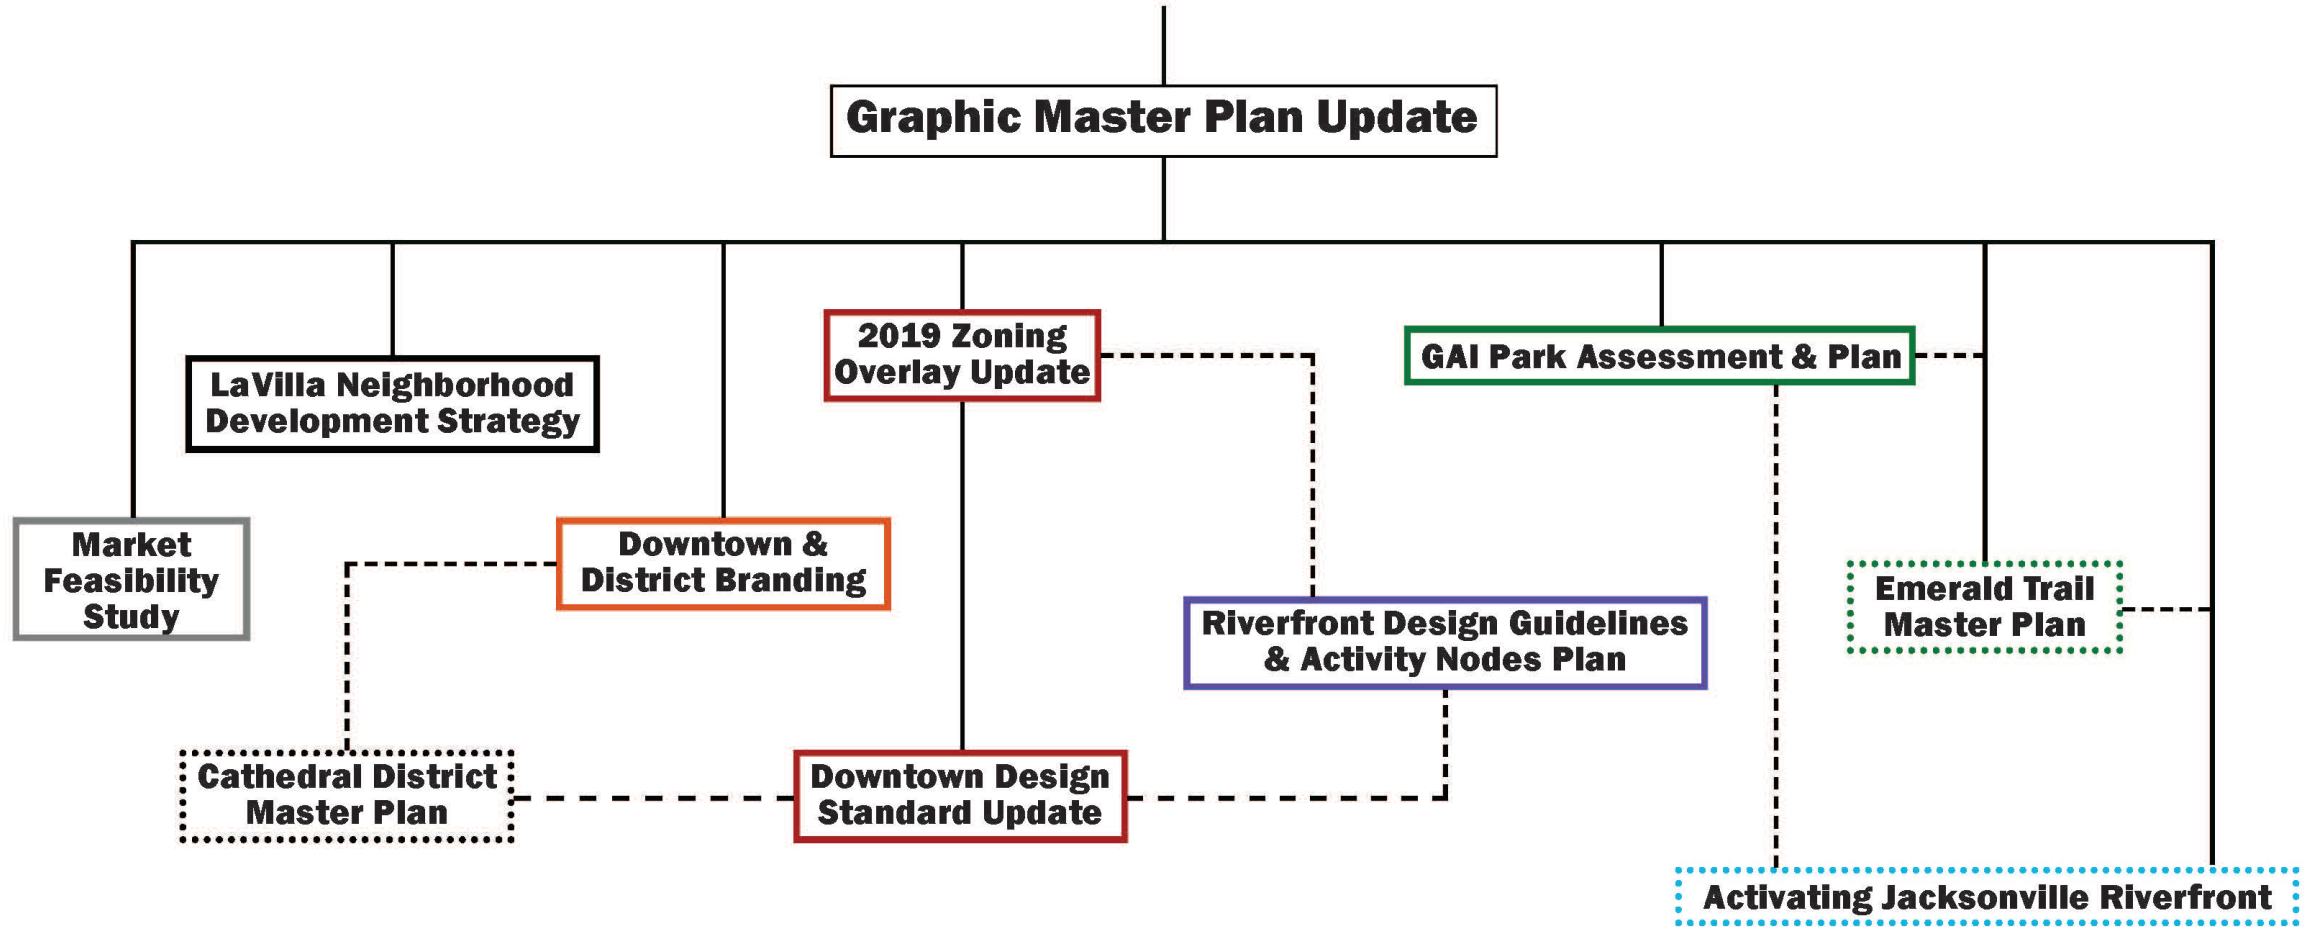 Graphic Master Plan Update
2019 Zoning
Overlay Update
GAI Park Assessment & Plan
LaVilla Neighborhood
Development Strategy
Market
Feasibility
Study
Downtown &
District Branding
Riverfront Design Guidelines
& Activity Nodes Plan
Emerald Trail
Master Plan
Cathedral District
Master Plan
Downtown Design
Standard Update
Activating Jacksonville Riverfront